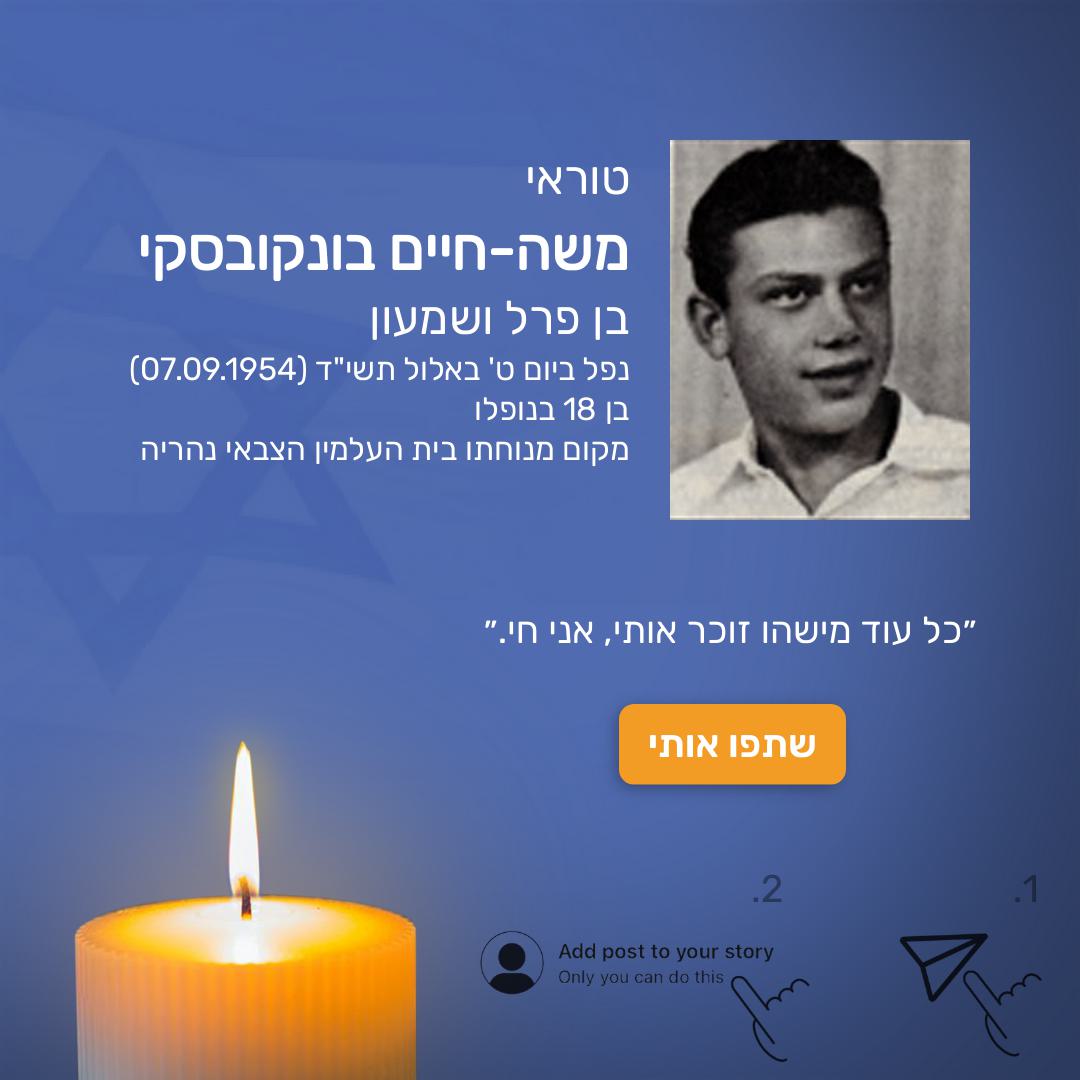 טוראי
משה-חיים בונקובסקי
בן פרל ושמעון
נפל ביום ט' באלול תשי"ד (07.09.1954)
בן 18 בנופלו
מקום מנוחתו בית העלמין הצבאי נהריה
״כל עוד מישהו זוכר אותי, אני חי.״
שתפו אותי
.1
.2
Add post to your story
Only you can do this